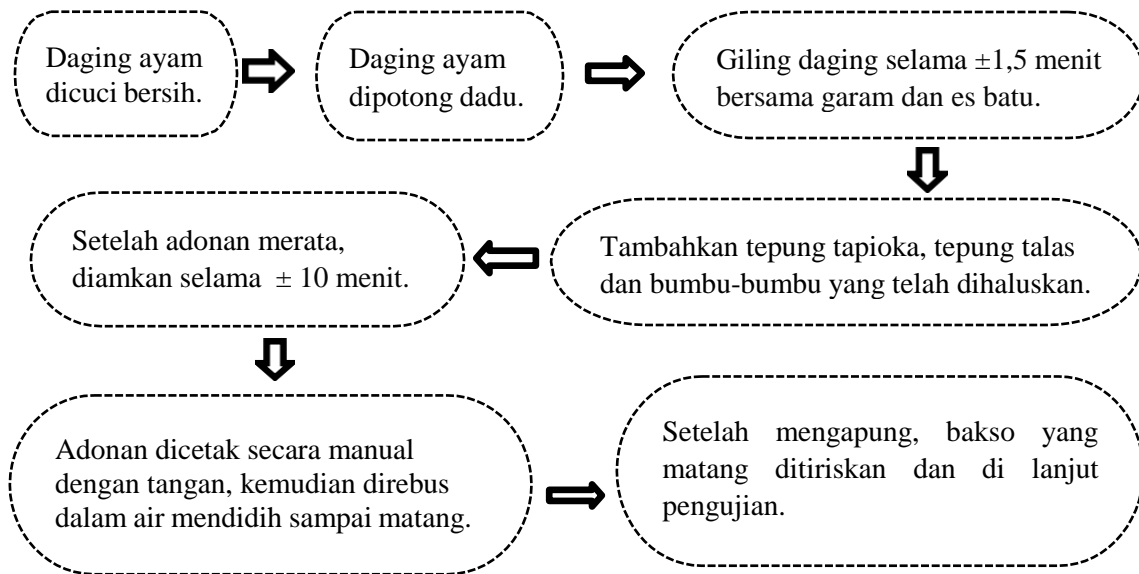 Daging ayam
dicuci bersih.
Daging ayam
dipotong dadu.
Giling daging selama ±1,5 menit
bersama garam dan es batu.
Tambahkan tepung tapioka, tepung talas
dan bumbu-bumbu yang telah dihaluskan.
Setelah adonan merata,
diamkan selama ± 10 menit.
Adonan dicetak secara manual
dengan tangan, kemudian direbus
dalam air mendidih sampai matang.
Setelah mengapung, bakso yang
matang ditiriskan dan di lanjut
pengujian.